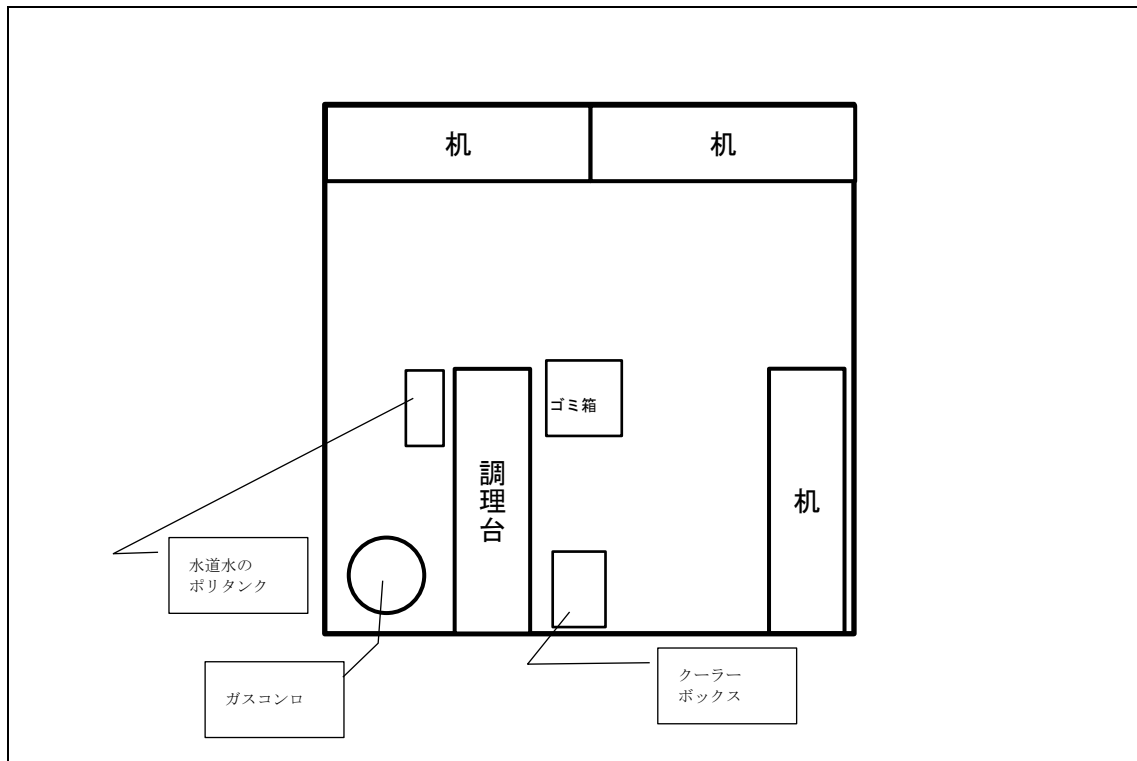 机
机
ゴミ箱
調理台
机
水道水の
ポリタンク
ガスコンロ
クーラー
ボックス